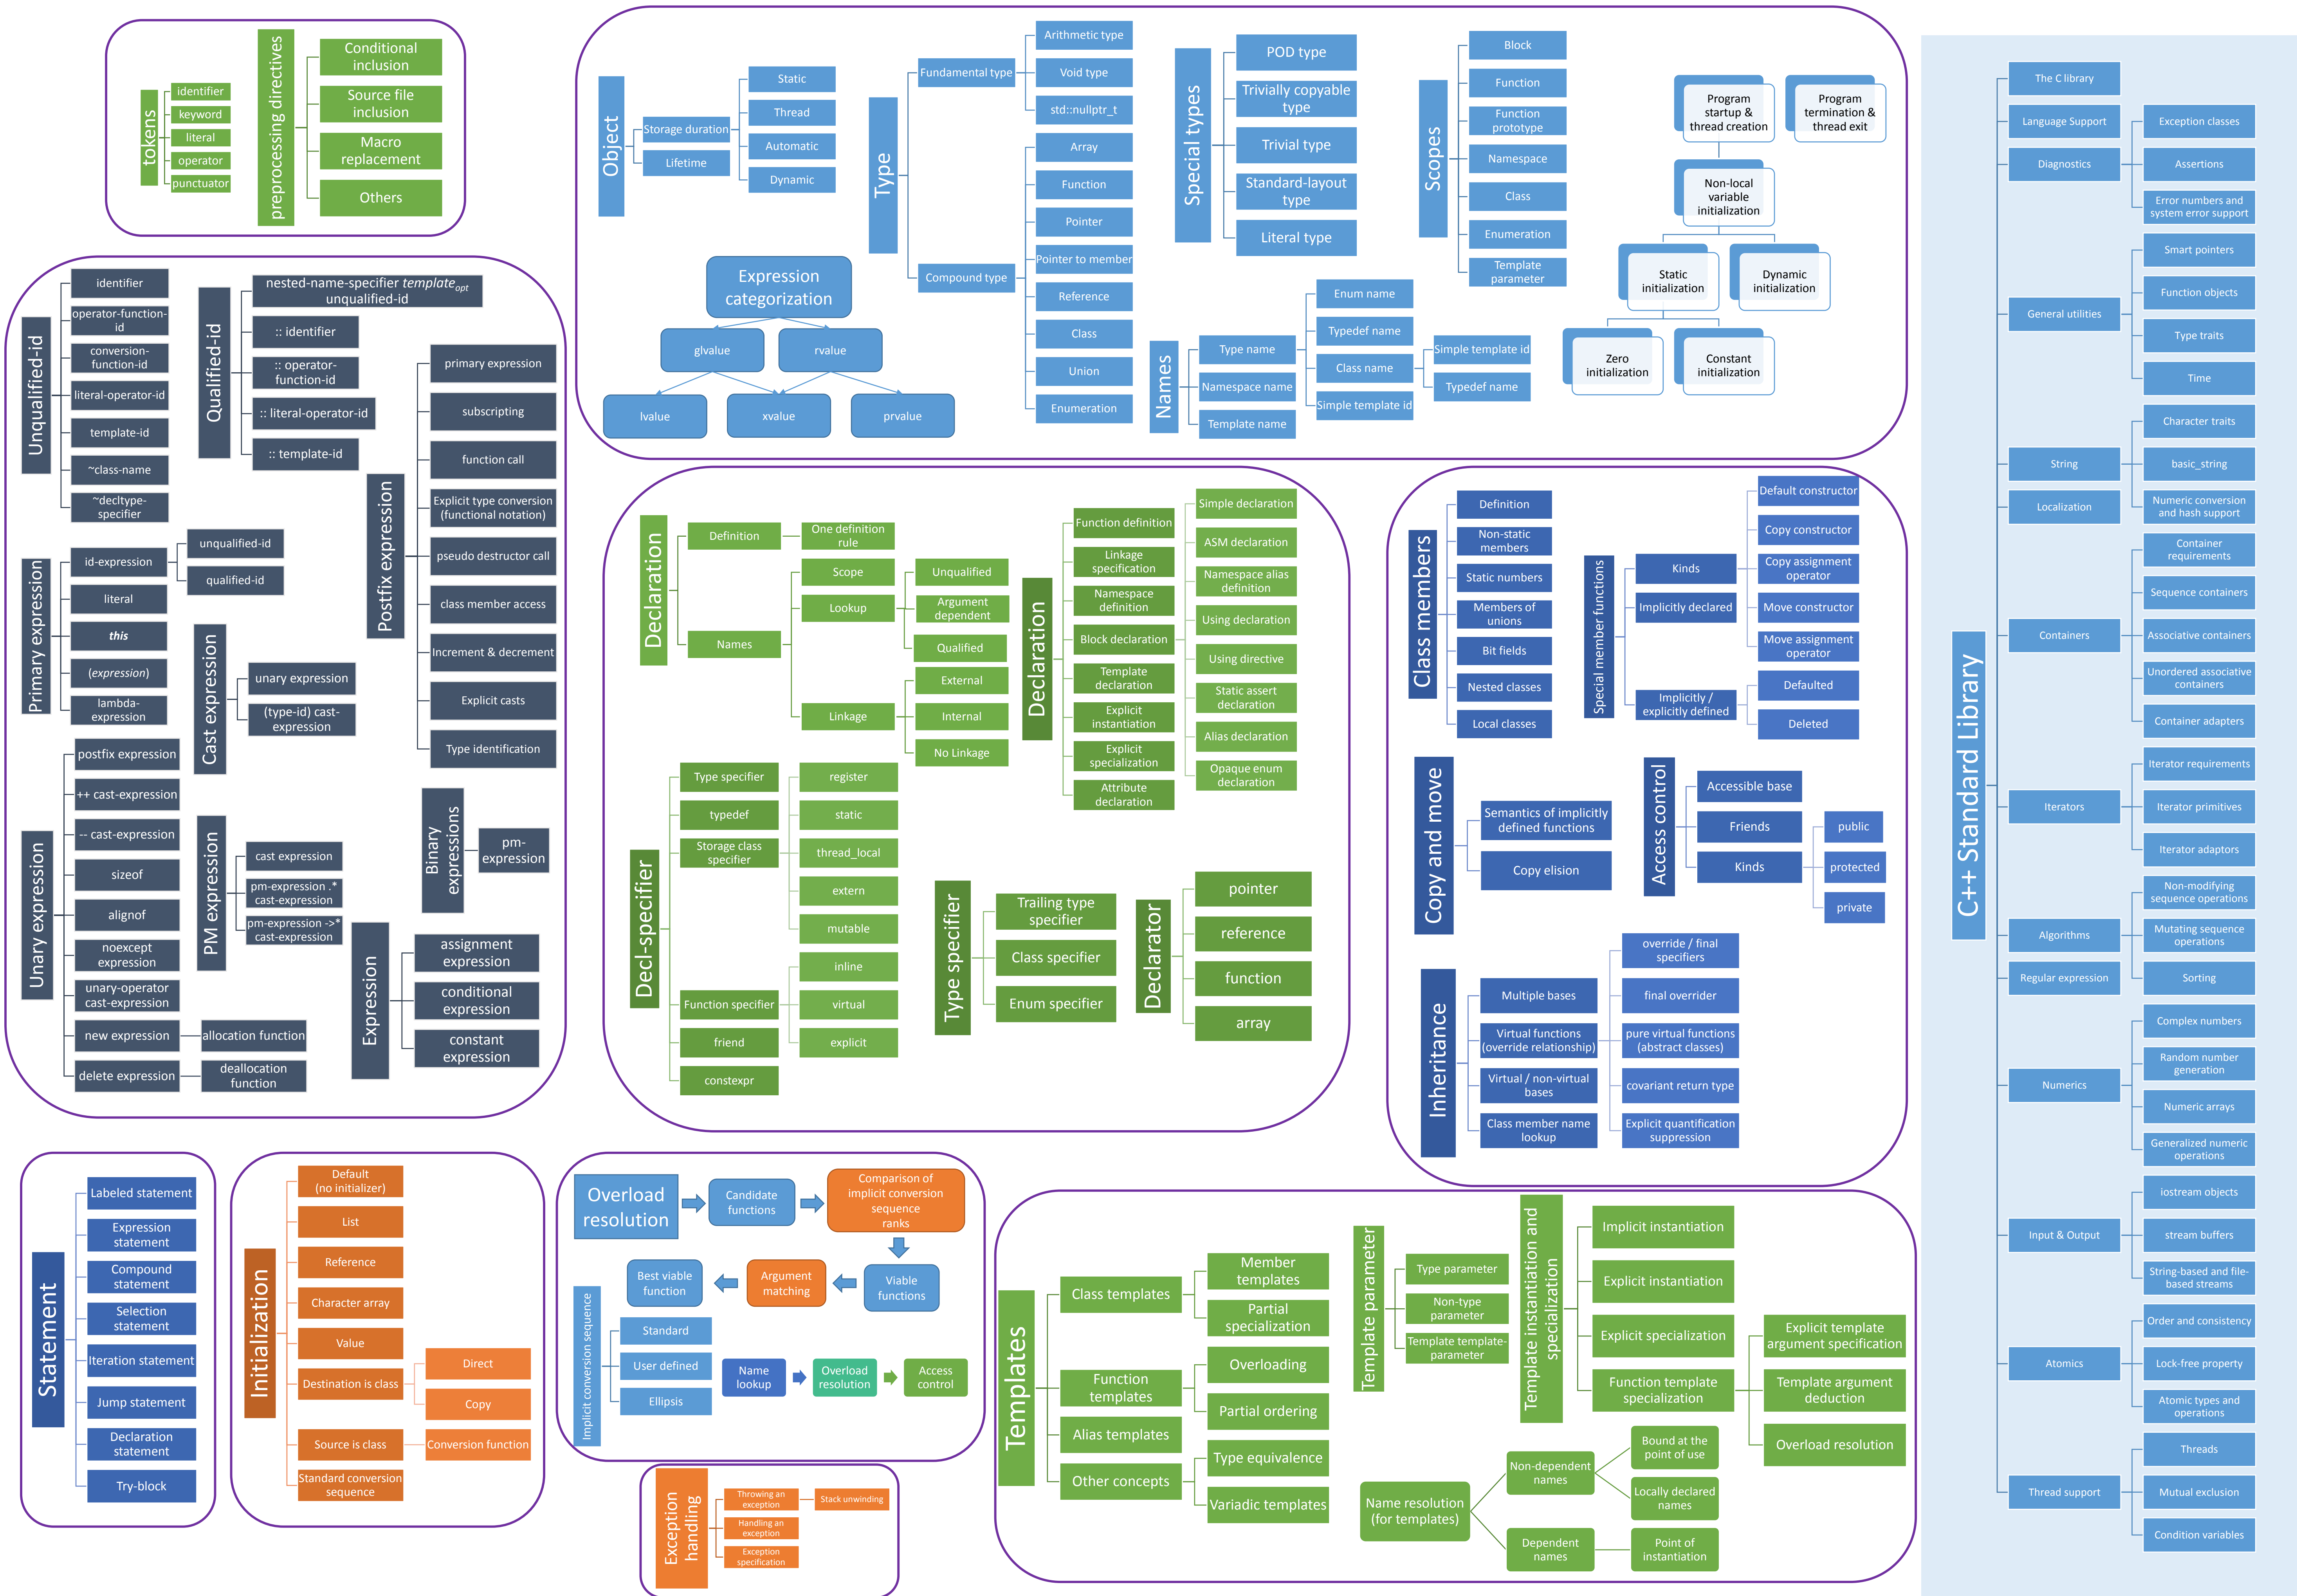 tokens
identifier
keyword
literal
operator
punctuator
preprocessing directives
Conditional
inclusion
Source file
inclusion
Macro
replacement
Others
Object
Storage duration
Lifetime
Static
Thread
Automatic
Dynamic
Type
Fundamental type
Compound type
Arithmetic type
Void type
std::nullptr_t
Array
Function
Pointer
Pointer to member
Reference
Class
Union
Enumeration
Special types
POD type
Trivially copyable
type
Trivial type
Standard-layout
type
Literal type
Scopes
Block
Function
Function
prototype
Namespace
Class
Enumeration
Template
parameter
Program
startup &
thread creation
Program
termination &
thread exit
Non-local
variable
initialization
Static
initialization
Dynamic
initialization
Zero
initialization
Constant
initialization
Expression
categorization
glvalue
rvalue
lvalue
xvalue
prvalue
Names
Type name
Namespace name
Template name
Enum name
Typedef name
Class name
Simple template id
Simple template id
Typedef name
Unqualified-id
identifier
operator-function-
id
conversion-
function-id
literal-operator-id
template-id
~class-name
~decltype-
specifier
Qualified-id
nested-name-specifier template opt
unqualified-id
:: identifier
:: operator-
function-id
:: literal-operator-id
:: template-id
Postfix expression
primary expression
subscripting
function call
Explicit type conversion
(functional notation)
pseudo destructor call
class member access
Increment & decrement
Explicit casts
Type identification
Primary expression
id-expression
literal
this
(expression)
lambda-
expression
unqualified-id
qualified-id
Cast expression
unary expression
(type-id) cast-
expression
Unary expression
postfix expression
++ cast-expression
-- cast-expression
sizeof
alignof
noexcept
expression
unary-operator
cast-expression
new expression
delete expression
allocation function
deallocation
function
PM expression
cast expression
pm-expression .*
cast-expression
pm-expression ->*
cast-expression
Binary
expressions
pm-
expression
Expression
assignment
expression
conditional
expression
constant
expression
Declaration
Definition
One definition
rule
Names
Scope
Lookup
Linkage
Unqualified
Argument
dependent
Qualified
External
Internal
No Linkage
Declaration
Function definition
Linkage
specification
Namespace
definition
Block declaration
Template
declaration
Explicit
instantiation
Explicit
specialization
Attribute
declaration
Simple declaration
ASM declaration
Namespace alias
definition
Using declaration
Using directive
Static assert
declaration
Alias declaration
Opaque enum
declaration
Decl-specifier
Type specifier
typedef
Storage class
specifier
Function specifier
friend
constexpr
register
static
thread_local
extern
mutable
inline
virtual
explicit
Type specifier
Trailing type
specifier
Class specifier
Enum specifier
Declarator
pointer
reference
function
array
Class members
Definition
Non-static
members
Static numbers
Members of
unions
Bit fields
Nested classes
Local classes
Special member functions
Kinds
Implicitly declared
Implicitly /
explicitly defined
Default constructor
Copy constructor
Copy assignment
operator
Move constructor
Move assignment
operator
Defaulted
Deleted
Copy and move
Semantics of implicitly
defined functions
Copy elision
Access control
Accessible base
Friends
Kinds
public
protected
private
Inheritance
Multiple bases
Virtual functions
(override relationship)
Virtual / non-virtual
bases
Class member name
lookup
override / final
specifiers
final overrider
pure virtual functions
(abstract classes)
covariant return type
Explicit quantification
suppression
Statement
Labeled statement
Expression
statement
Compound
statement
Selection
statement
Iteration statement
Jump statement
Declaration
statement
Try-block
Initialization
Default
(no initializer)
List
Reference
Character array
Value
Destination is class
Source is class
Standard conversion
sequence
Direct
Copy
Conversion function
Overload
resolution
Candidate
functions
Comparison of
implicit conversion
sequence
ranks
Viable
functions
Argument
matching
Best viable
function
Implicit conversion sequence
Standard
User defined
Ellipsis
Name
lookup
Overload
resolution
Access
control
Exception
handling
Throwing an
exception
Handling an
exception
Exception
specification
Stack unwinding
Templates
Class templates
Function
templates
Alias templates
Other concepts
Member
templates
Partial
specialization
Overloading
Partial ordering
Type equivalence
Variadic templates
Template parameter
Type parameter
Non-type
parameter
Template template-
parameter
Template instantiation and
specialization
Implicit instantiation
Explicit instantiation
Explicit specialization
Function template
specialization
Explicit template
argument specification
Template argument
deduction
Overload resolution
Name resolution
(for templates)
Non-dependent
names
Dependent
names
Bound at the
point of use
Locally declared
names
Point of
instantiation
C++ Standard Library
The C library
Language Support
Diagnostics
General utilities
String
Localization
Containers
Iterators
Algorithms
Regular expression
Numerics
Input & Output
Atomics
Thread support
Exception classes
Assertions
Error numbers and
system error support
Smart pointers
Function objects
Type traits
Time
Character traits
basic_string
Numeric conversion
and hash support
Container
requirements
Sequence containers
Associative containers
Unordered associative
containers
Container adapters
Iterator requirements
Iterator primitives
Iterator adaptors
Non-modifying
sequence operations
Mutating sequence
operations
Sorting
Complex numbers
Random number
generation
Numeric arrays
Generalized numeric
operations
iostream objects
stream buffers
String-based and file-
based streams
Order and consistency
Lock-free property
Atomic types and
operations
Threads
Mutual exclusion
Condition variables